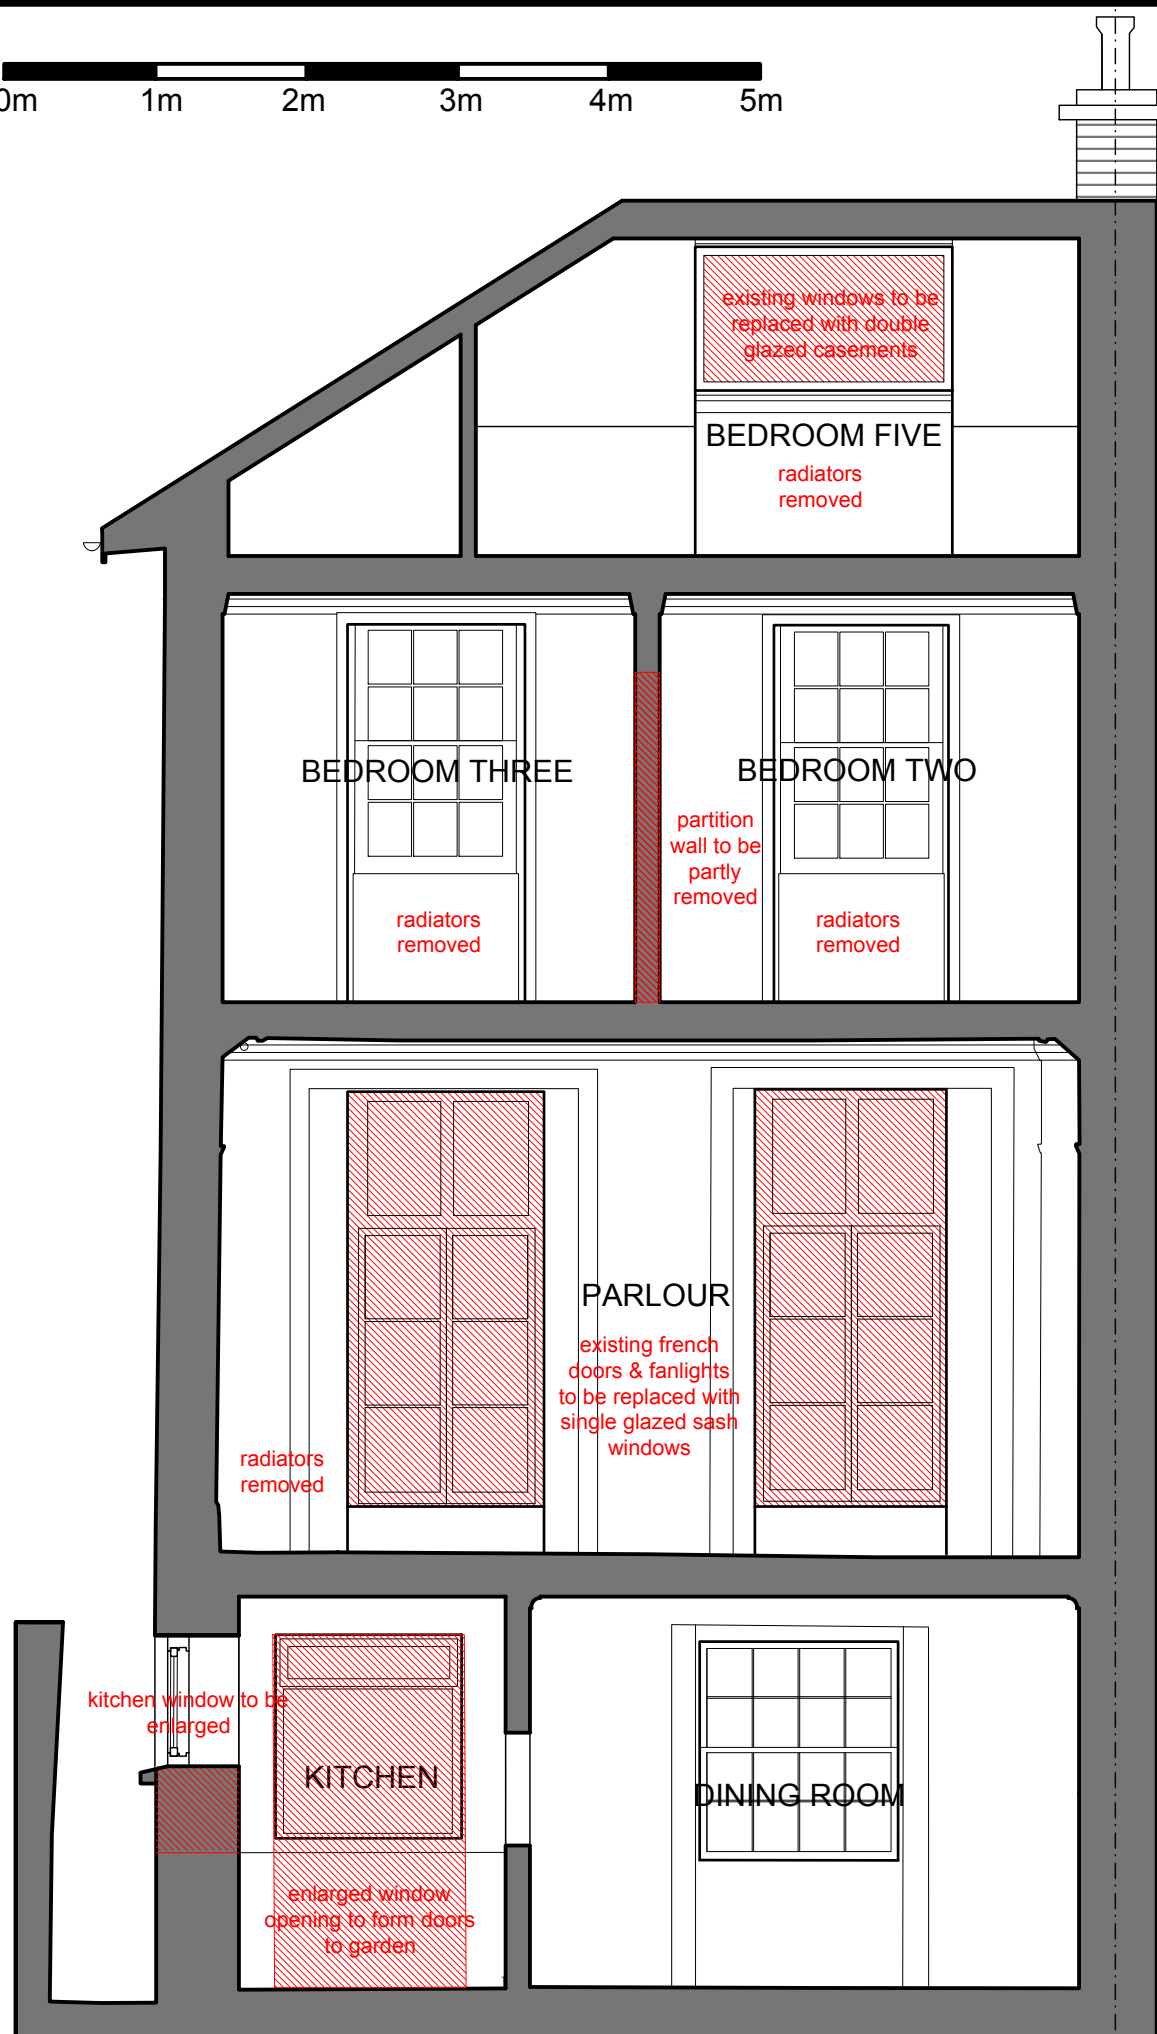 0m 1m 2m 3m 4m 5m
existing windows to be
replaced with double
glazed casements
BEDROOM FIVE
radiators
removed
BEDROOM THREE
BEDROOM TWO
partition
wall to be
partly
removed
radiators
removed
radiators
removed
PARLOUR
existing french
doors & fanlights
to be replaced with
single glazed sash
windows
radiators
removed
kitchen window to be
enlarged
KITCHEN
DINING ROOM
enlarged window
opening to form doors
to garden